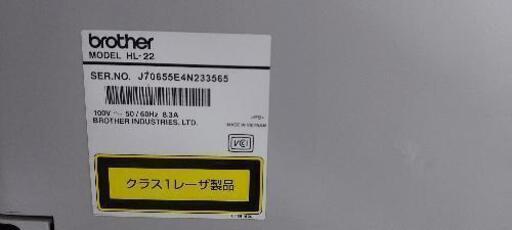 brother
MODEL HL-22
SER.NO. J70655E4N233565
100V ～ 50/60Hz 8.3A
BROTHER INDUSTRIES, LTD.
MADE IN VIETNAM
クラス1レーザ製品